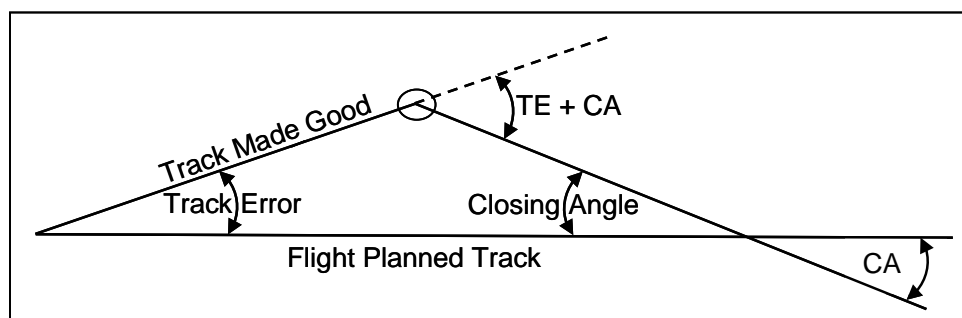 TE + CA
Track Made Good
Track Error
Closing Angle
Flight Planned Track
CA